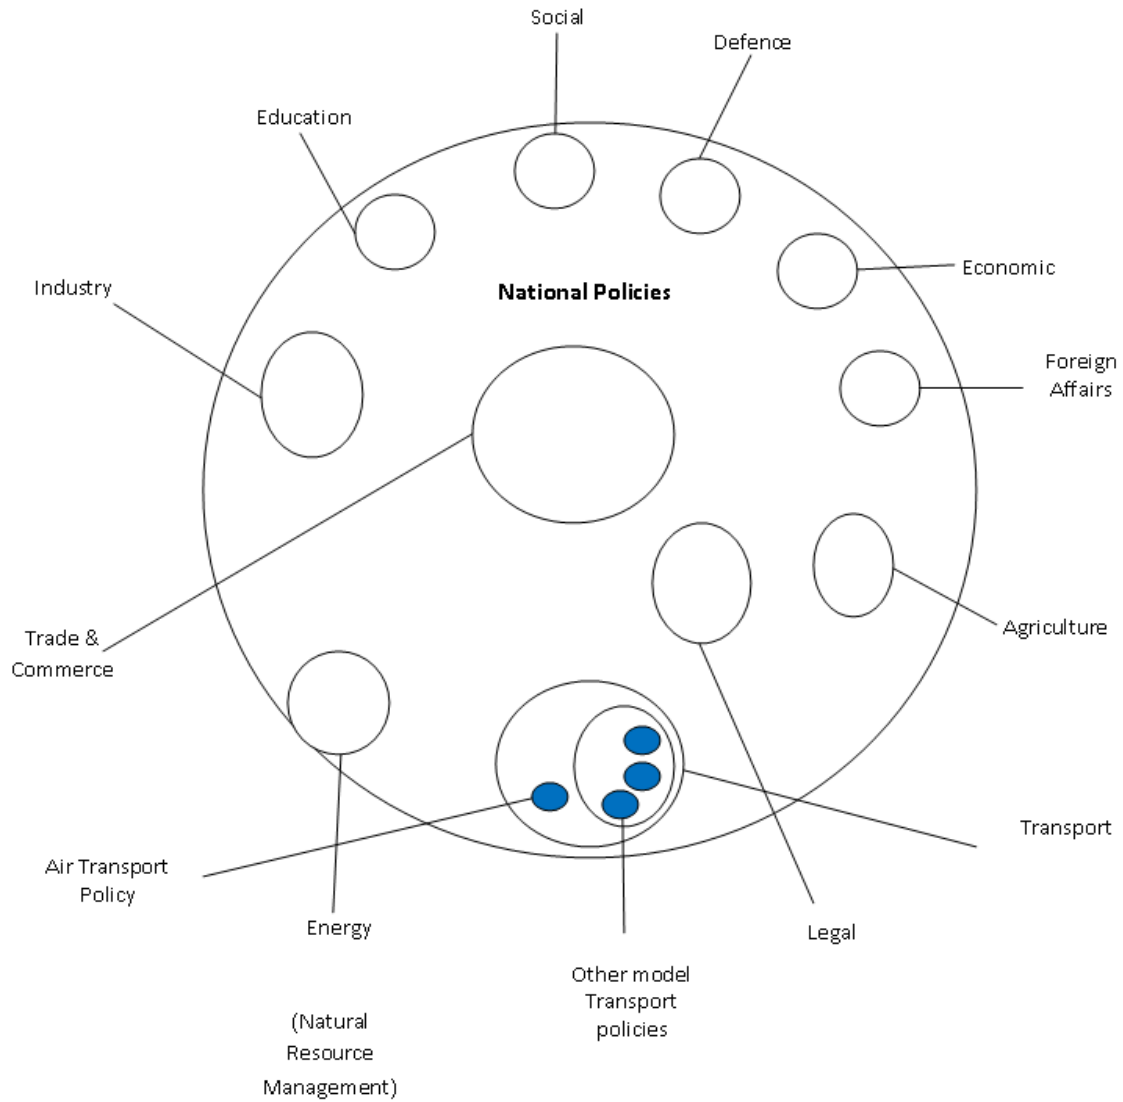 Social
Defence
Education
Economic
Industry
National Policies
Foreign
Affairs
Trade &
Commerce
Agriculture
Transport
Air Transport
Policy
Energy
Legal
Other model
Transport
policies
(Natural
Resource
Management)